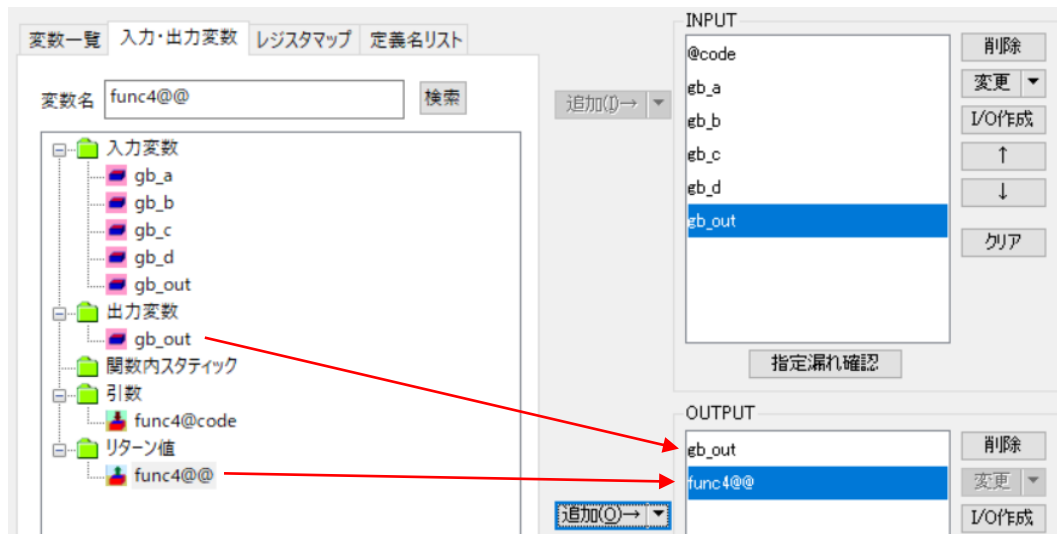 変数一覧 入力・出力変数 レジスタマップ 定義名リスト
変数名 func4@@ 検索
入力変数
gb_a
gb_b
gb_c
gb_d
gb_out
出力変数
gb_out
関数内スタティック
引数
func4@code
リターン値
func4@@
追加(I)→
追加(O)→
INPUT
@code
gb_a
gb_b
gb_c
gb_d
gb_out
削除
変更
I/O作成
↑
↓
クリア
指定漏れ確認
OUTPUT
gb_out
func4@@
削除
変更
I/O作成